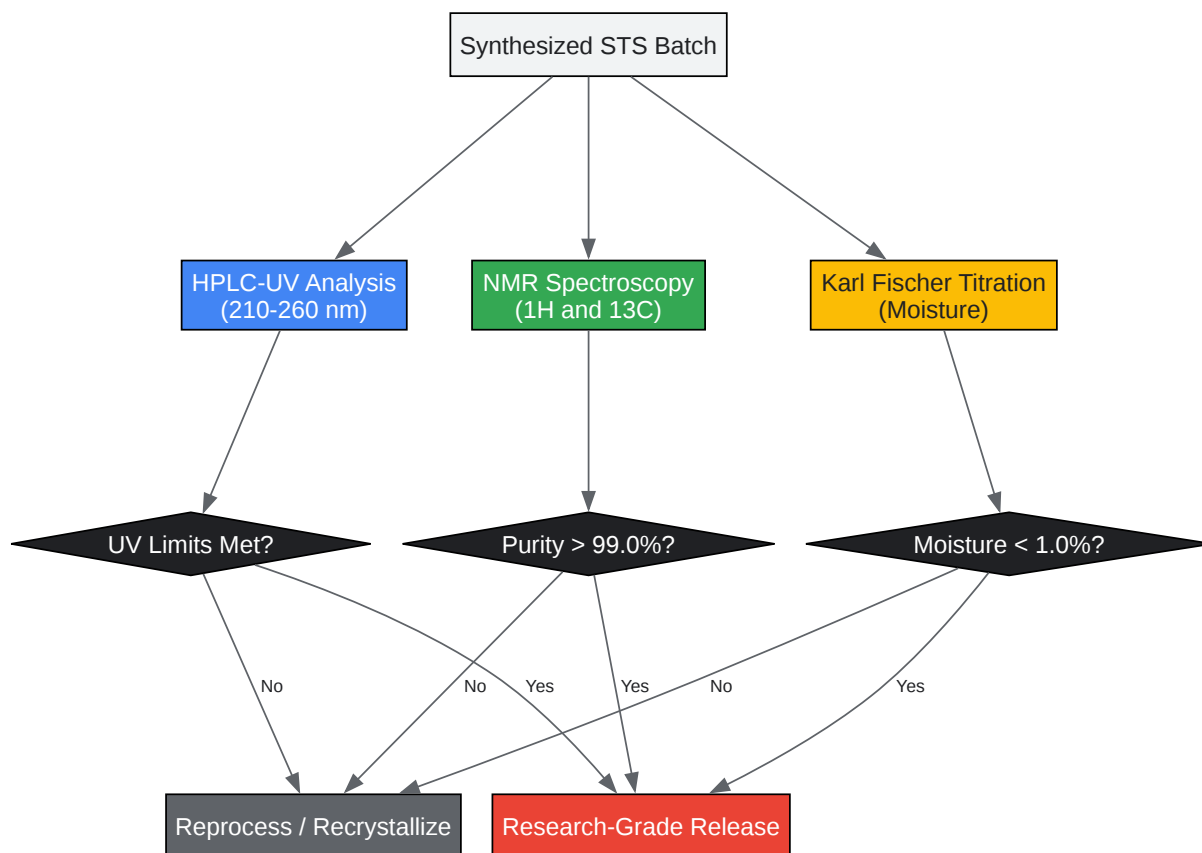 Synthesized STS Batch
HPLC-UV Analysis
(210-260 nm)
NMR Spectroscopy
(1H and 13C)
Karl Fischer Titration
(Moisture)
UV Limits Met?
Purity > 99.0%?
Moisture < 1.0%?
No
Yes
No
Yes
No
Yes
Reprocess / Recrystallize
Research-Grade Release